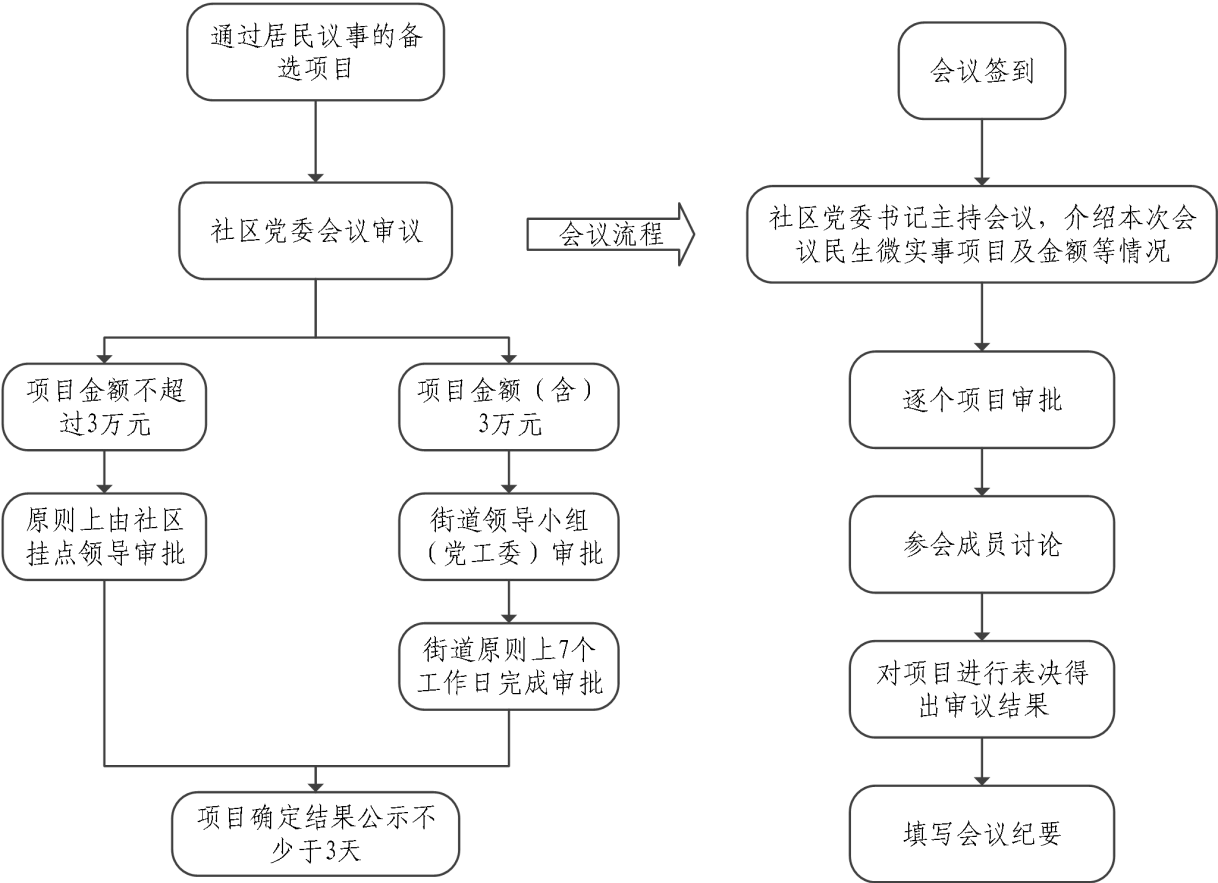 通过居民议事的备
选项目
社区党委会议审议
项目金额不超
过3万元
项目金额（含）
3万元
原则上由社区
挂点领导审批
街道领导小组
（党工委）审批
街道原则上7个
工作日完成审批
项目确定结果公示不
少于3天
会议流程
会议签到
社区党委书记主持会议，介绍本次会
议民生微实事项目及金额等情况
逐个项目审批
参会成员讨论
对项目进行表决得
出审议结果
填写会议纪要